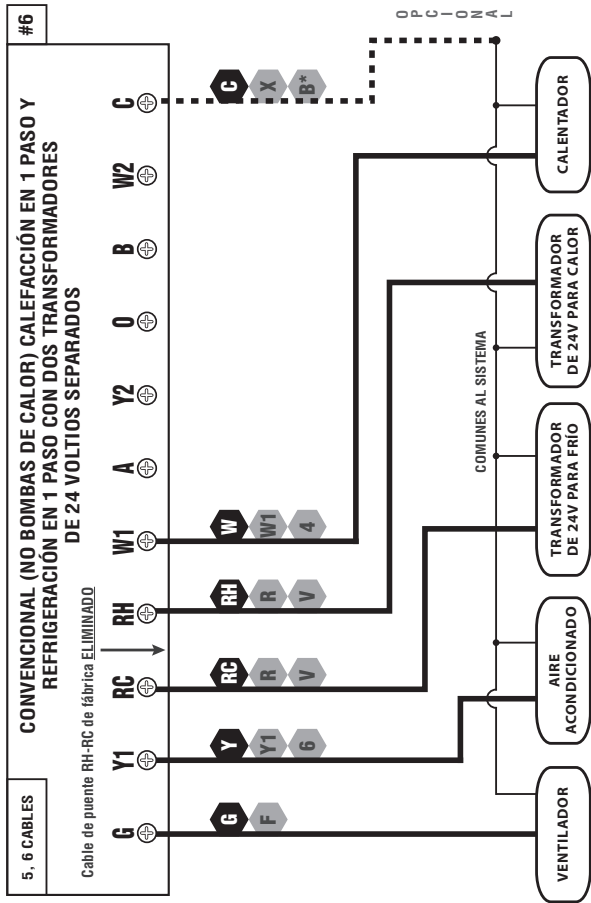 5, 6 CABLES
CONVENCIONAL (NO BOMBAS DE CALOR) CALEFACCIÓN EN 1 PASO Y
REFRIGERACIÓN EN 1 PASO CON DOS TRANSFORMADORES
DE 24 VOLTIOS SEPARADOS
#6
Cable de puente RH-RC de fábrica ELIMINADO
G Y1 RC RH W1 A Y2 O B W2 C
G Y RC RH W C
F Y1 R R W1 X
6 V V 4 B*
OPCIONAL
COMUNES AL SISTEMA
VENTILADOR
AIRE
ACONDICIONADO
TRANSFORMADOR
DE 24V PARA FRÍO
TRANSFORMADOR
DE 24V PARA CALOR
CALENTADOR